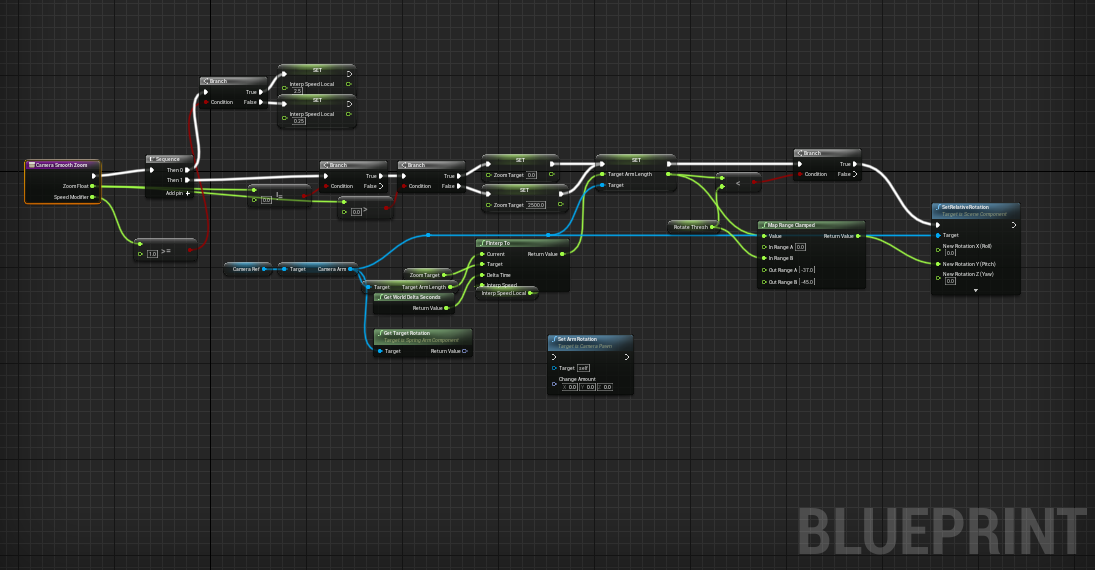 Branch
True
Condition
False
SET
Interp Speed Local
2.5
SET
Interp Speed Local
0.25
Camera Smooth Zoom
Zoom Float
Speed Modifier
Sequence
Then 0
Then 1
Add pin +
1.0 >=
0.0 !=
0.0 >
Branch
True
Condition
False
Branch
True
Condition
False
SET
Zoom Target 0.0
SET
Zoom Target 2500.0
SET
Target Arm Length
Target
<
Branch
True
Condition
False
Rotate Thresh
Map Range Clamped
Value
Return Value
In Range A 0.0
In Range B
Out Range A -37.0
Out Range B -45.0
SetRelativeRotation
Target is Scene Component
Target
New Rotation X (Roll)
0.0
New Rotation Y (Pitch)
New Rotation Z (Yaw)
0.0
Camera Ref
Target
Camera Arm
FInterp To
Current
Return Value
Target
Delta Time
Interp Speed
Zoom Target
Target
Target Arm Length
Interp Speed Local
Get World Delta Seconds
Return Value
Get Target Rotation
Target is Spring Arm Component
Target
Return Value
Set Arm Rotation
Target is Camera Pawn
Target self
Change Amount
X 0.0 Y 0.0 Z 0.0
BLUEPRINT